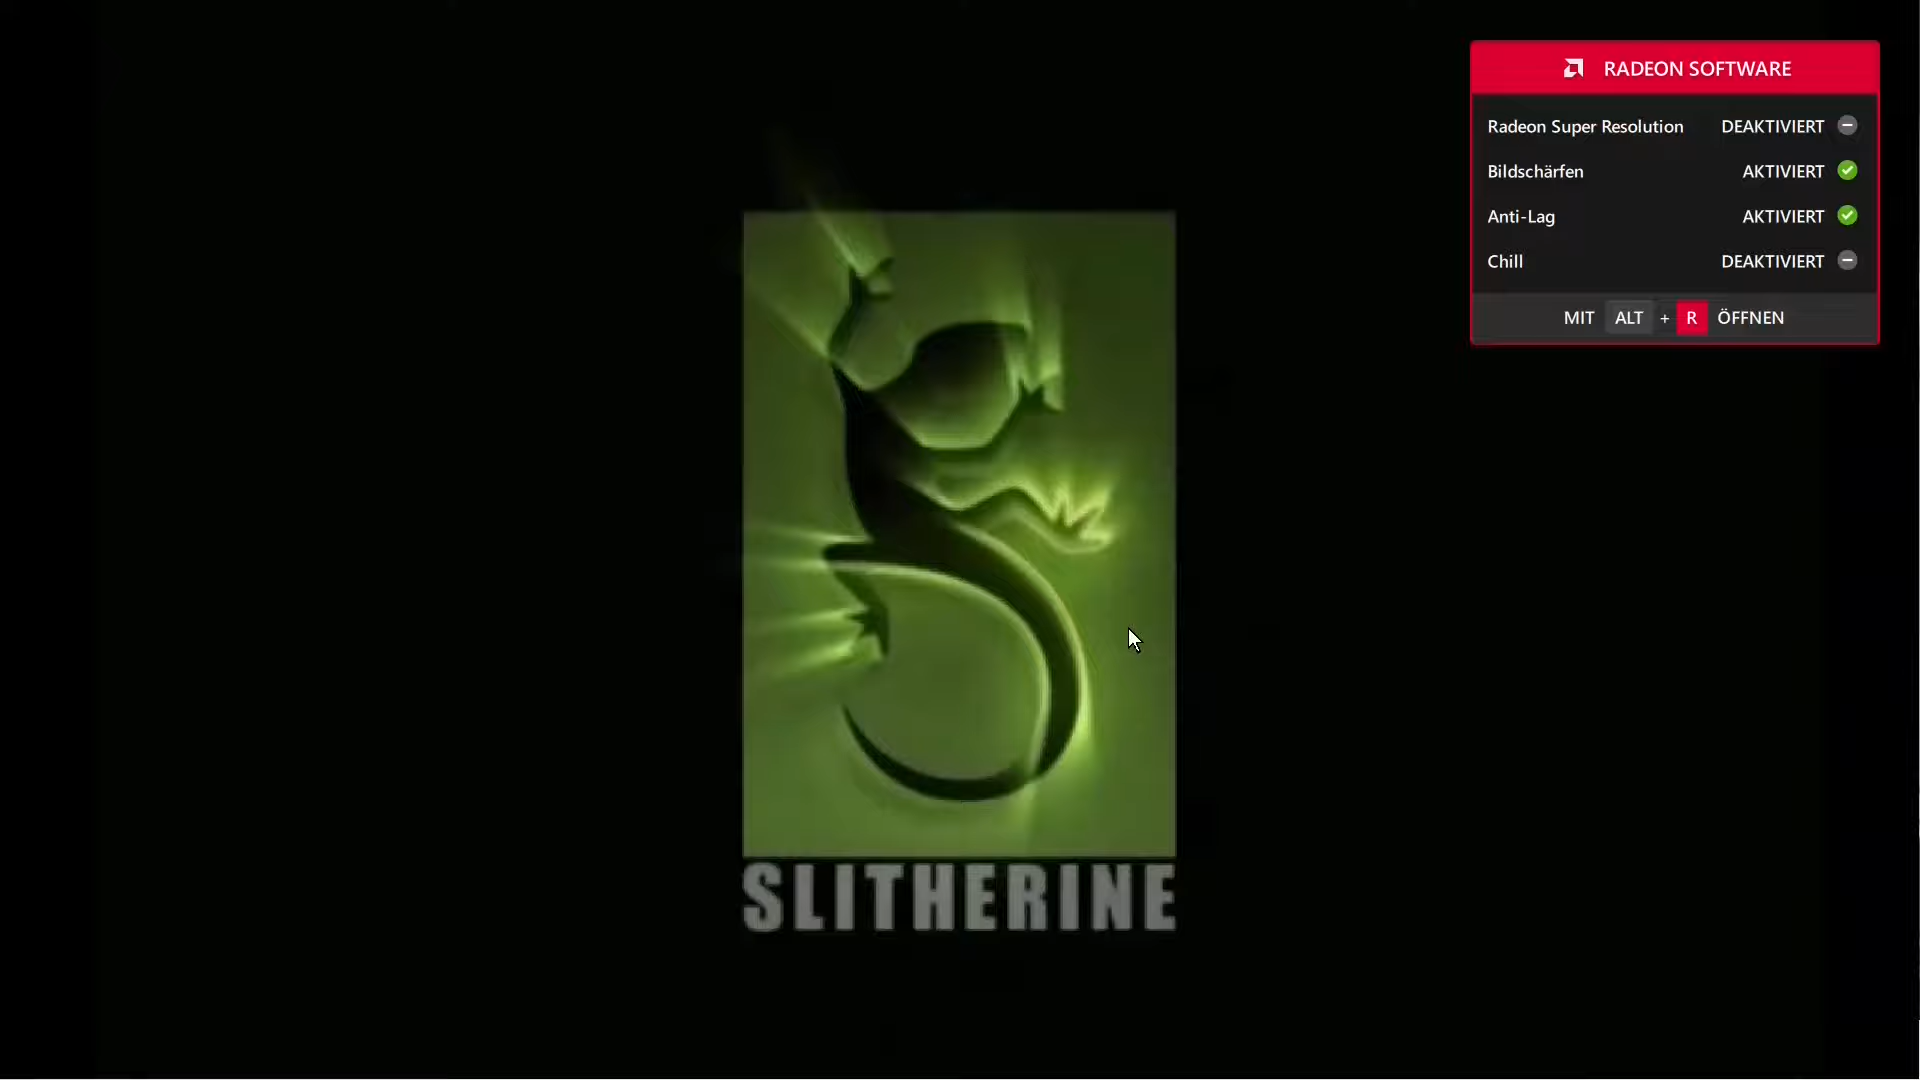 RADEON SOFTWARE
Radeon Super Resolution DEAKTIVIERT
Bildschärfen AKTIVIERT
Anti-Lag AKTIVIERT
Chill DEAKTIVIERT
MIT ALT + R ÖFFNEN
SLITHERINE